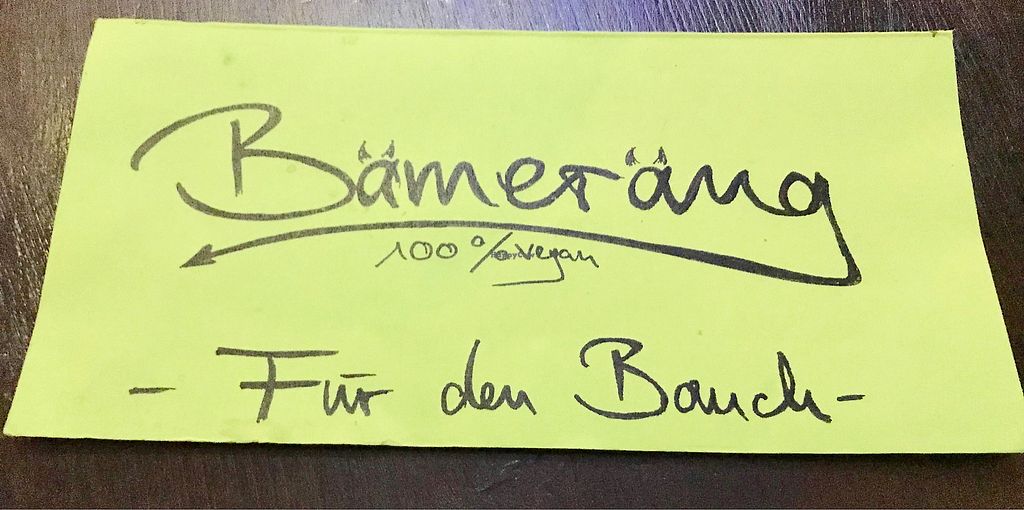 Bämeräng
100% vegan
- Für den Bauch -